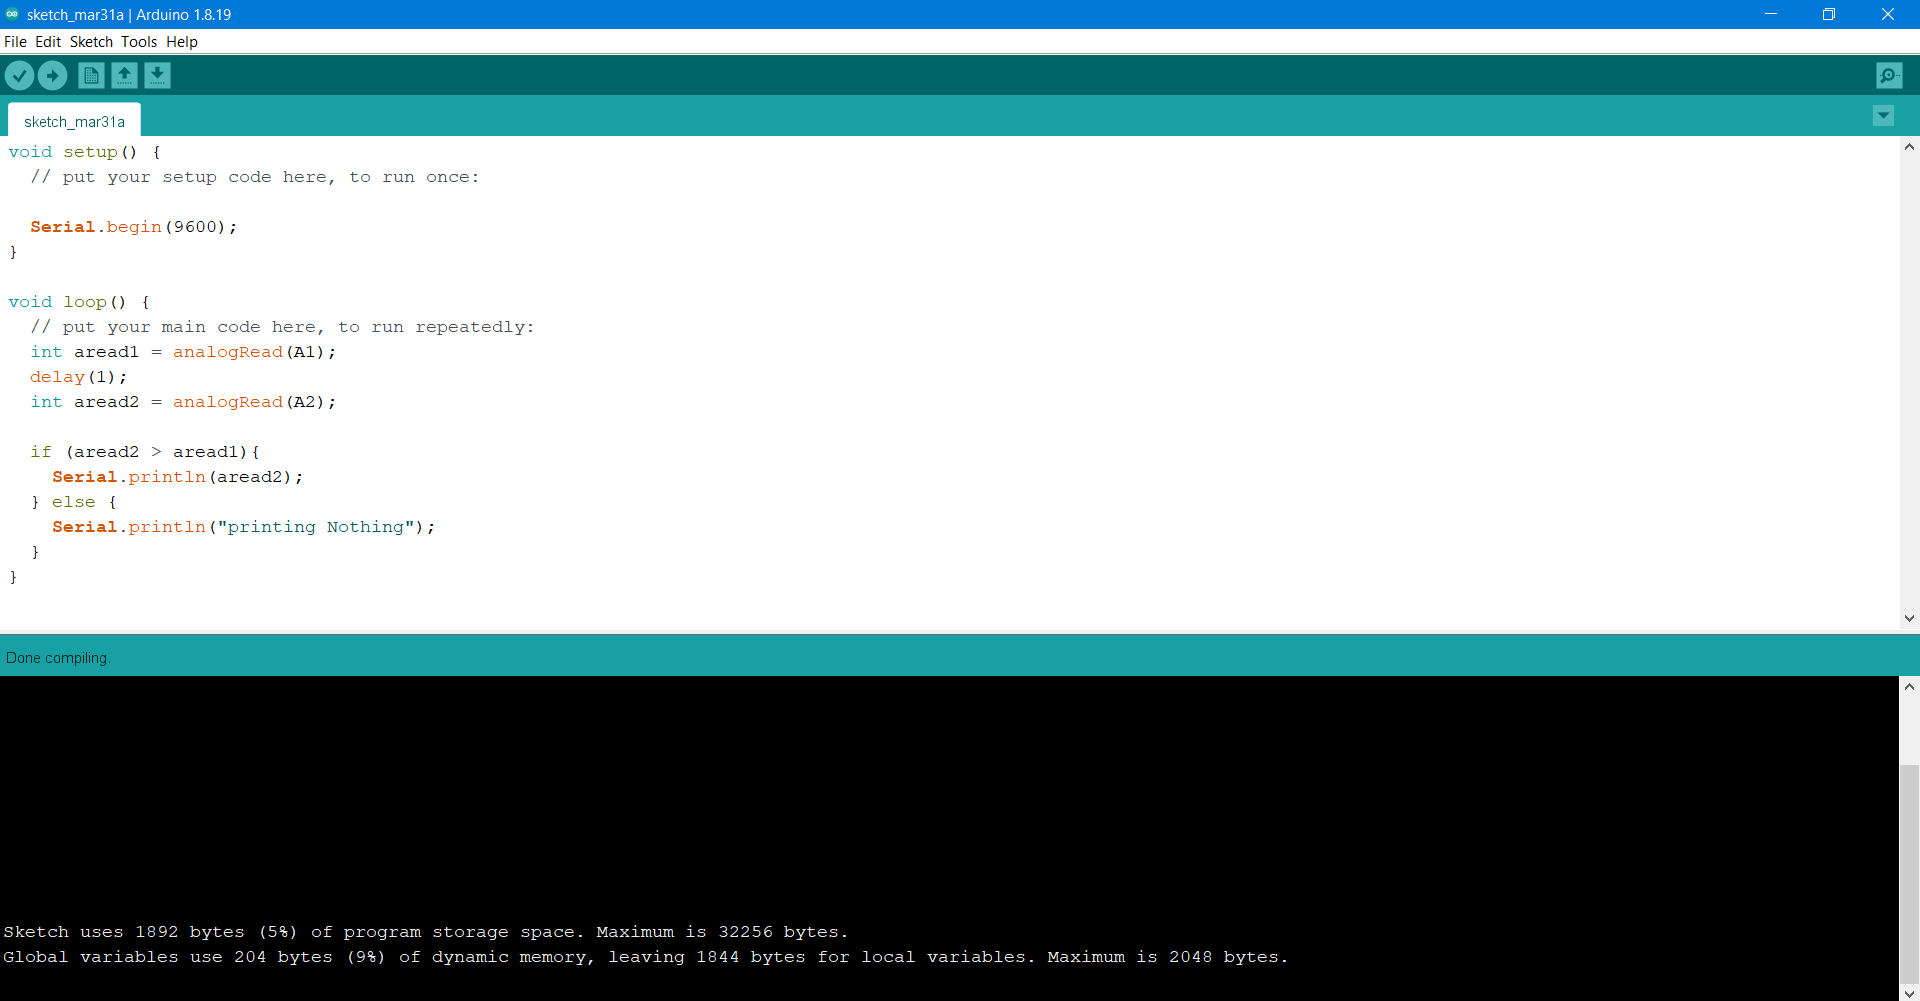 sketch_mar31a | Arduino 1.8.19
File Edit Sketch Tools Help
sketch_mar31a
void setup() {
  // put your setup code here, to run once:

  Serial.begin(9600);
}

void loop() {
  // put your main code here, to run repeatedly:
  int aread1 = analogRead(A1);
  delay(1);
  int aread2 = analogRead(A2);

  if (aread2 > aread1){
    Serial.println(aread2);
  } else {
    Serial.println("printing Nothing");
  }
}
Done compiling.
Sketch uses 1892 bytes (5%) of program storage space. Maximum is 32256 bytes.
Global variables use 204 bytes (9%) of dynamic memory, leaving 1844 bytes for local variables. Maximum is 2048 bytes.